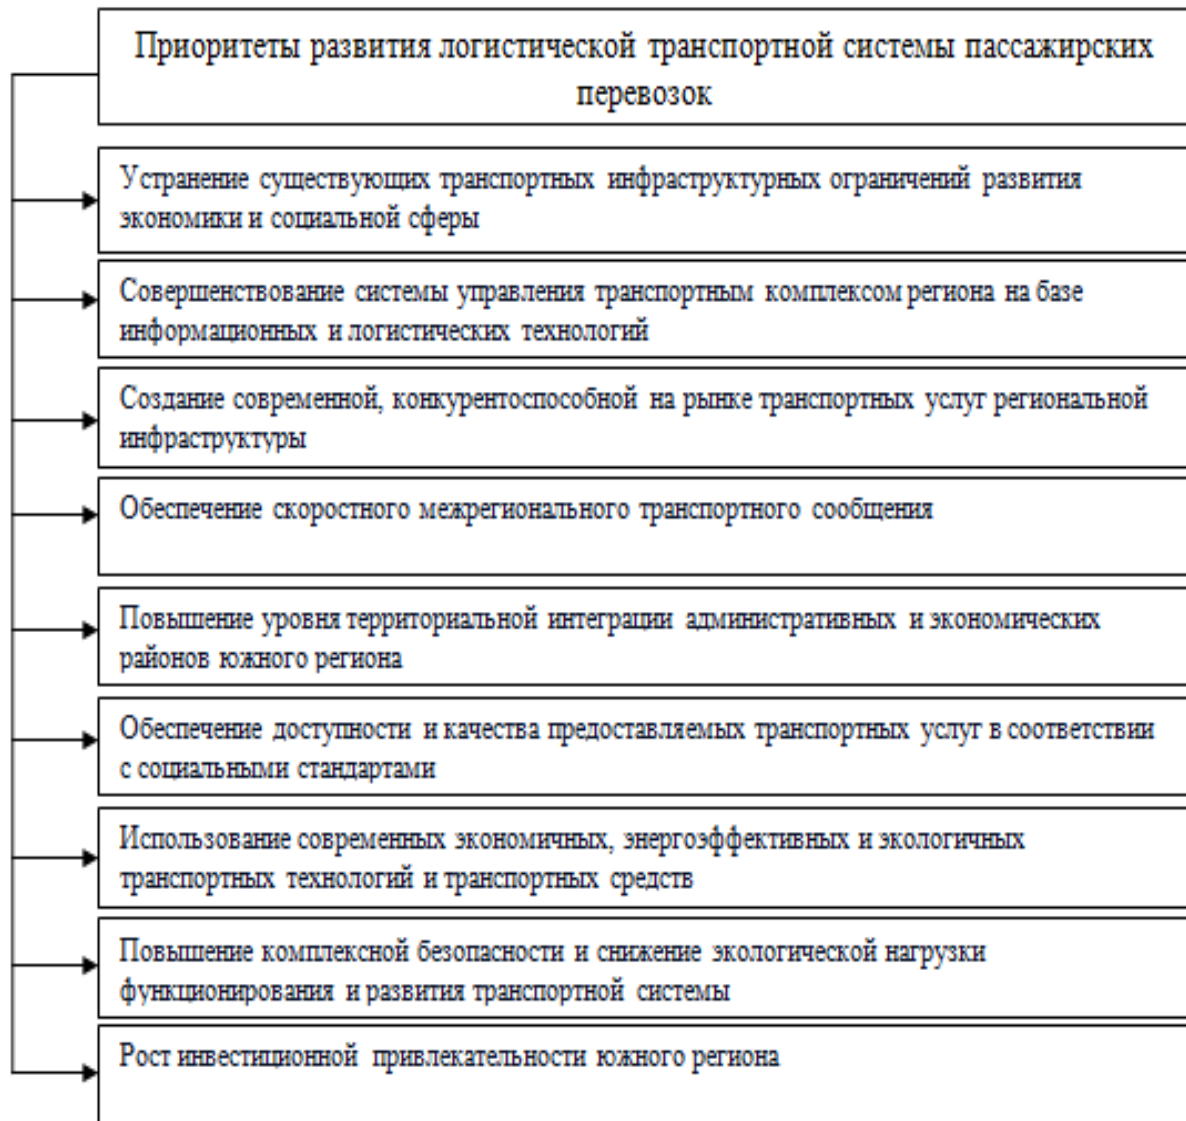 Приоритеты развития логистической транспортной системы пассажирских
перевозок
Устранение существующих транспортных инфраструктурных ограничений развития
экономики и социальной сферы
Совершенствование системы управления транспортным комплексом региона на базе
информационных и логистических технологий
Создание современной, конкурентоспособной на рынке транспортных услуг региональной
инфраструктуры
Обеспечение скоростного межрегионального транспортного сообщения
Повышение уровня территориальной интеграции административных и экономических
районов южного региона
Обеспечение доступности и качества предоставляемых транспортных услуг в соответствии
с социальными стандартами
Использование современных экономичных, энергоэффективных и экологичных
транспортных технологий и транспортных средств
Повышение комплексной безопасности и снижение экологической нагрузки
функционирования и развития транспортной системы
Рост инвестиционной привлекательности южного региона